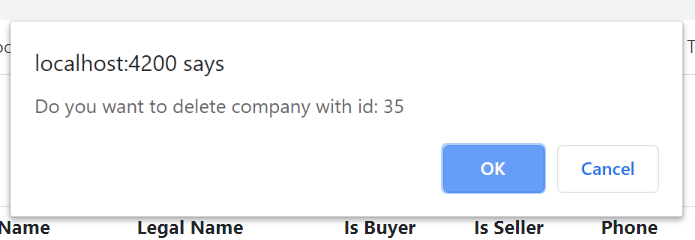 localhost:4200 says
Do you want to delete company with id: 35
OK Cancel
Name Legal Name Is Buyer Is Seller Phone